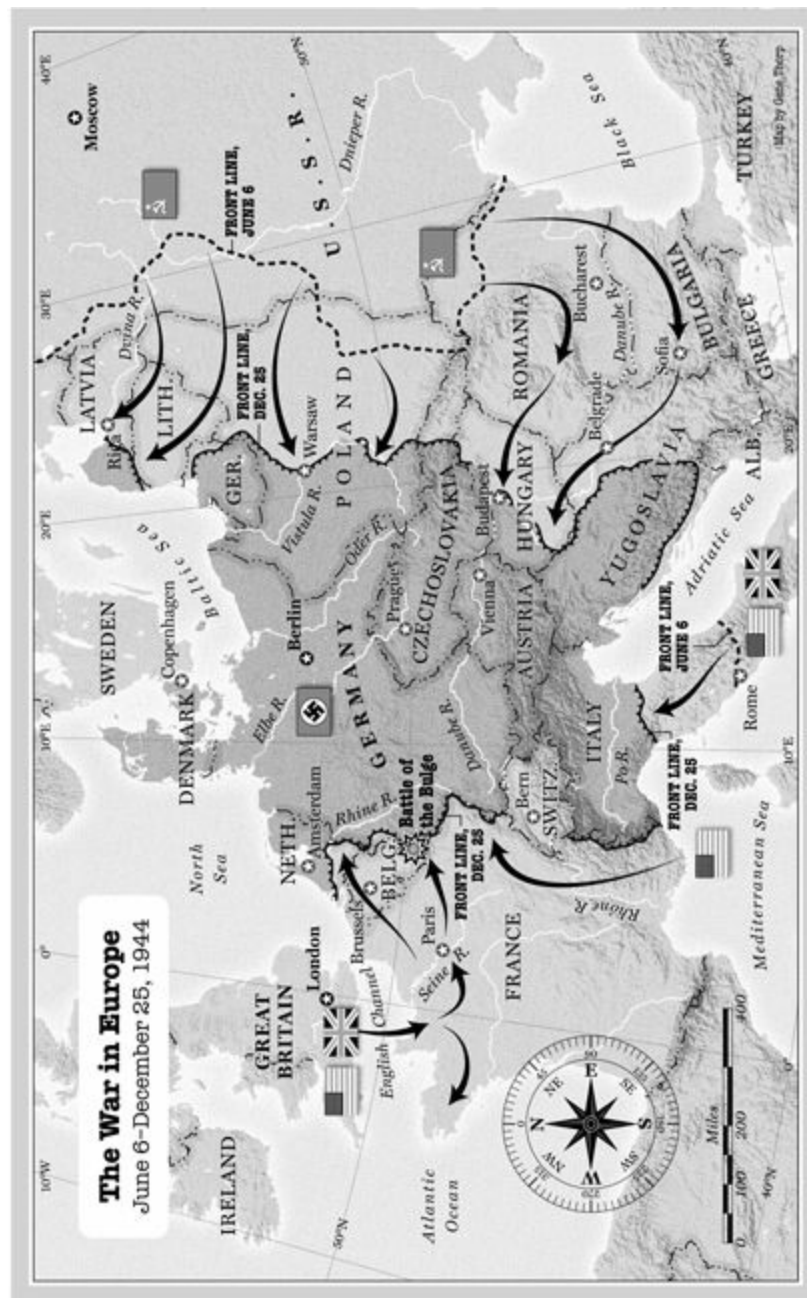 The War in Europe
June 6–December 25, 1944
IRELAND
GREAT
BRITAIN
London
English Channel
Atlantic
Ocean
North
Sea
DENMARK
Copenhagen
SWEDEN
Baltic Sea
NETH.
Amsterdam
Brussels
BELG.
Rhine R.
Battle of
the Bulge
FRONT LINE,
DEC. 25
Paris
Seine R.
FRANCE
Rhône R.
Bern
SWITZ.
GERMANY
Berlin
Elbe R.
Danube R.
Oder R.
Prague
CZECHOSLOVAKIA
Vienna
AUSTRIA
ITALY
Po R.
FRONT LINE,
DEC. 25
FRONT LINE,
JUNE 6
Rome
Mediterranean Sea
Adriatic Sea
LATVIA
Riga
Dvina R.
LITH.
GER.
FRONT LINE,
DEC. 25
Warsaw
Vistula R.
POLAND
FRONT LINE,
JUNE 6
Moscow
U.S.S.R.
Dnieper R.
Budapest
HUNGARY
ROMANIA
Bucharest
Danube R.
Belgrade
YUGOSLAVIA
Sofia
BULGARIA
ALB.
GREECE
Black Sea
TURKEY
10°W
0°
10°E
20°E
30°E
40°E
50°N
50°N
40°N
40°N
0°
10°E
20°E
N
NE
E
SE
S
SW
W
NW
Miles
0 100 200 400
Map by Gene Thorp